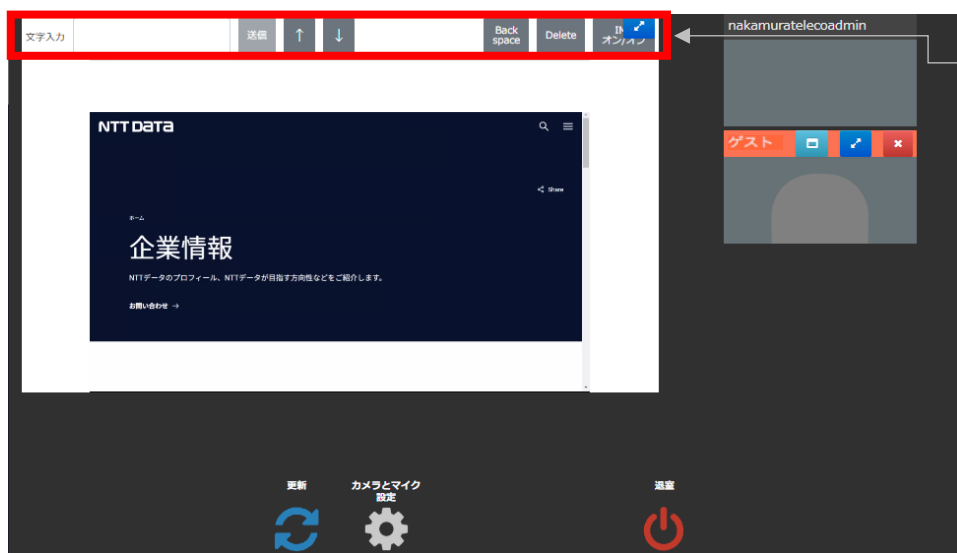 文字入力
送信
↑
↓
Back
space
Delete
オン/オフ
nakamuratelecoadmin
NTT DATA
Share
ゲスト
ホーム
企業情報
NTTデータのプロフィール、NTTデータが目指す方向性などをご紹介します。
お問い合わせ →
更新
カメラとマイク
設定
退室